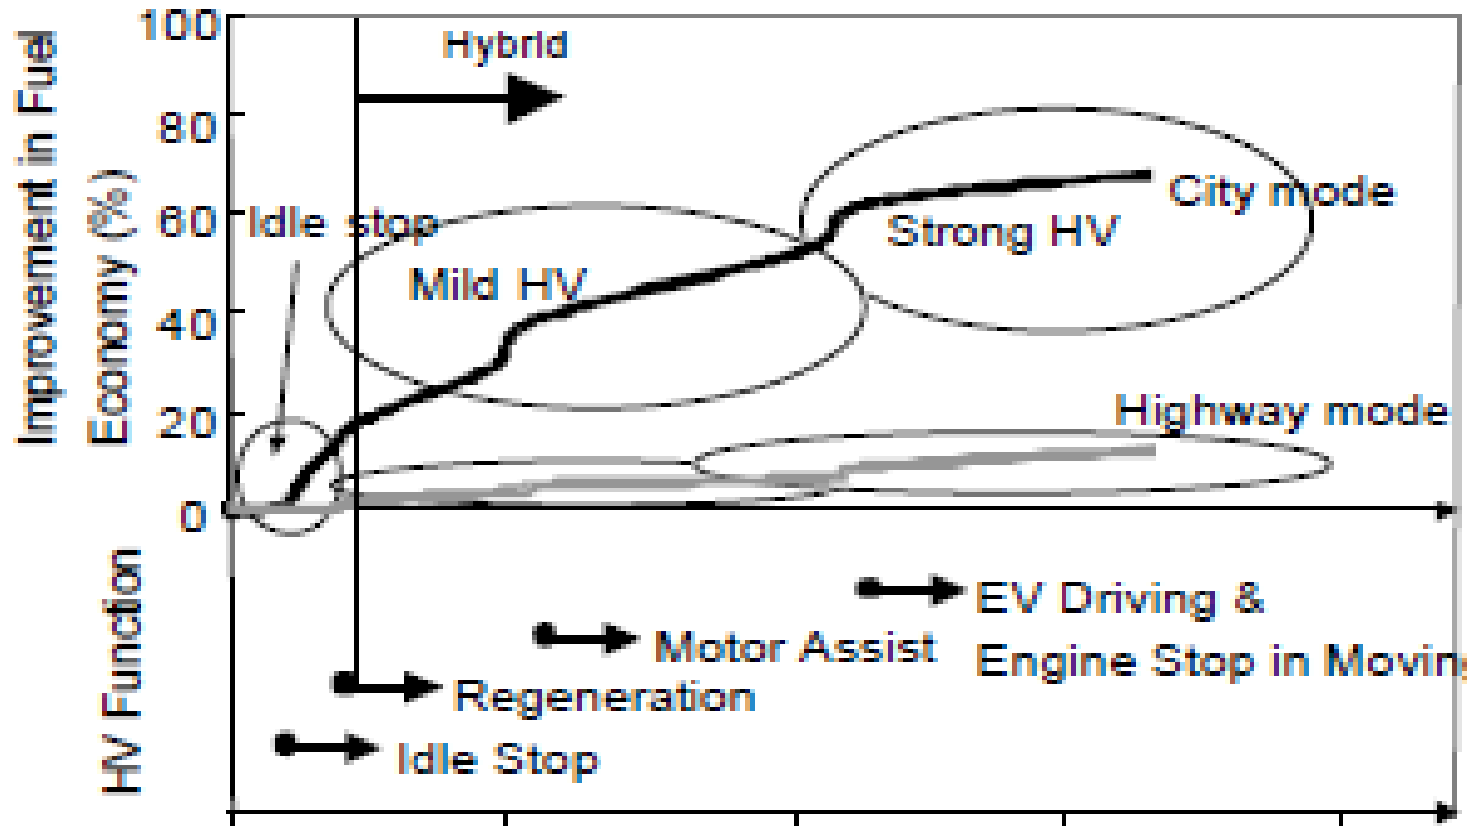 Improvement in Fuel
Economy (%)
100
80
60
40
20
0
Hybrid
Idle stop
Mild HV
Strong HV
City mode
Highway mode
HV Function
EV Driving &
Engine Stop in Moving
Motor Assist
Regeneration
Idle Stop